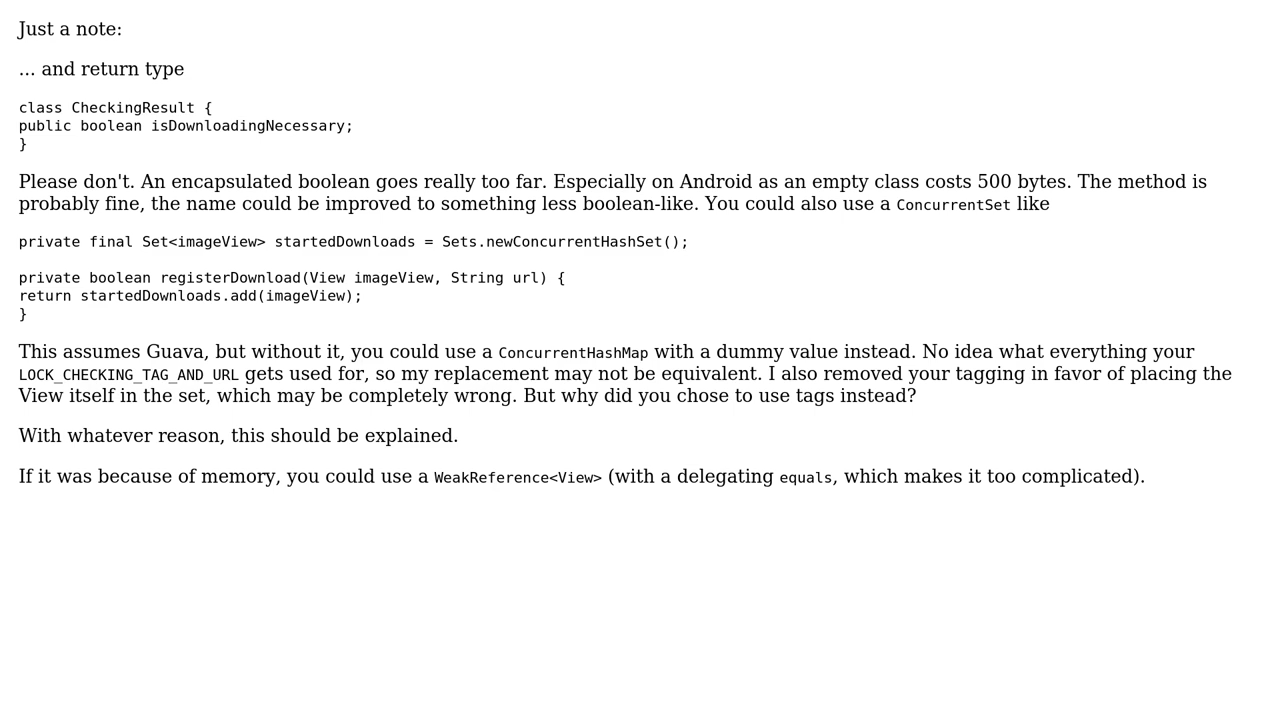 Just a note:
... and return type
class CheckingResult {
public boolean isDownloadingNecessary;
}
Please don't. An encapsulated boolean goes really too far. Especially on Android as an empty class costs 500 bytes. The method is
probably fine, the name could be improved to something less boolean-like. You could also use a ConcurrentSet like
private final Set<imageView> startedDownloads = Sets.newConcurrentHashSet();
private boolean registerDownload(View imageView, String url) {
return startedDownloads.add(imageView);
}
This assumes Guava, but without it, you could use a ConcurrentHashMap with a dummy value instead. No idea what everything your
LOCK_CHECKING_TAG_AND_URL gets used for, so my replacement may not be equivalent. I also removed your tagging in favor of placing the
View itself in the set, which may be completely wrong. But why did you chose to use tags instead?
With whatever reason, this should be explained.
If it was because of memory, you could use a WeakReference<View> (with a delegating equals, which makes it too complicated).